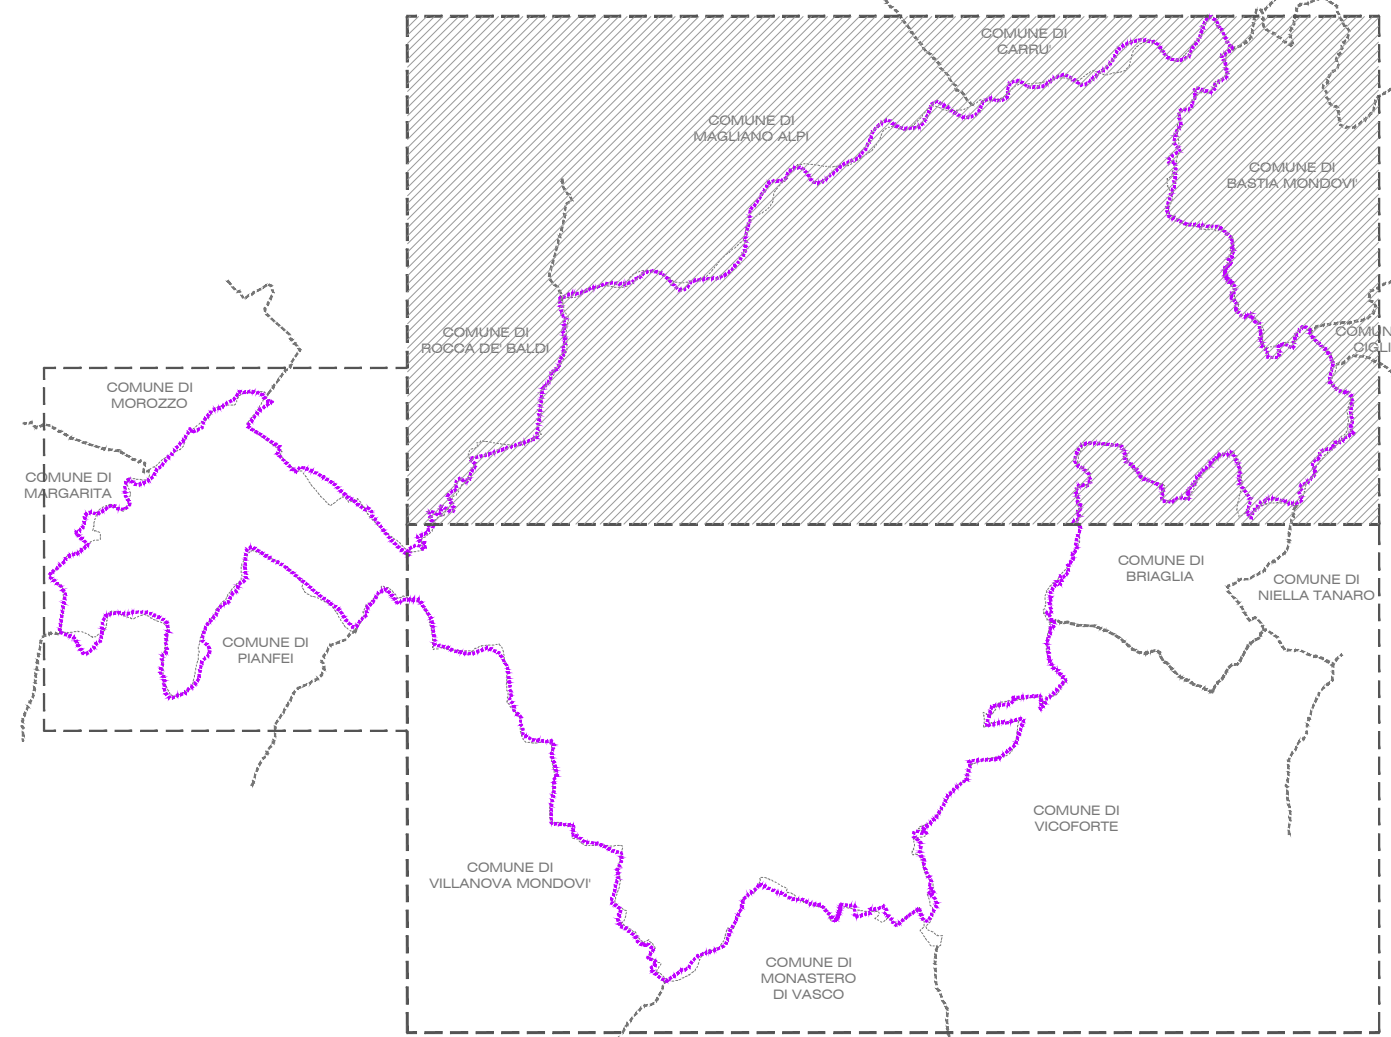 COMUNE DI
CARRU'
COMUNE DI
MAGLIANO ALPI
COMUNE DI
BASTIA MONDOVI'
COMUNE DI
ROCCA DE' BALDI
COMUN
CIGLI
COMUNE DI
MOROZZO
COMUNE DI
MARGARITA
COMUNE DI
BRIAGLIA
COMUNE DI
NIELLA TANARO
COMUNE DI
PIANFEI
COMUNE DI
VICOFORTE
COMUNE DI
VILLANOVA MONDOVI'
COMUNE DI
MONASTERO
DI VASCO